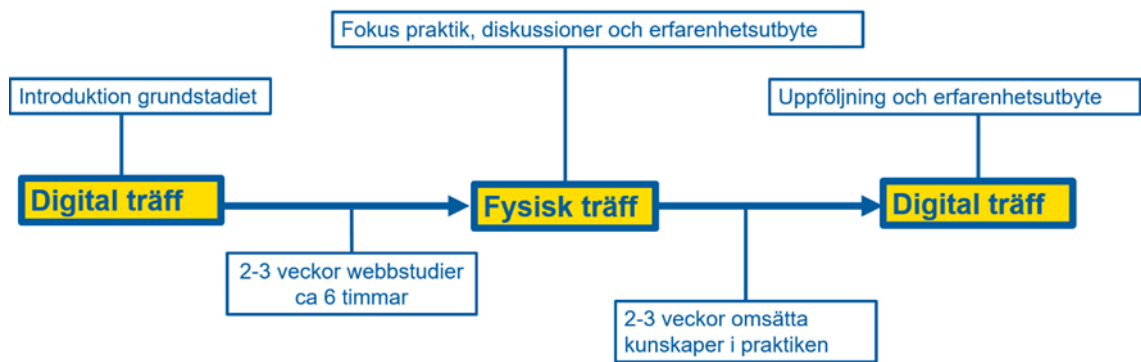 Fokus praktik, diskussioner och erfarenhetsutbyte
Introduktion grundstadiet
Uppföljning och erfarenhetsutbyte
Digital träff
Fysisk träff
Digital träff
2-3 veckor webbstudier
ca 6 timmar
2-3 veckor omsätta
kunskaper i praktiken